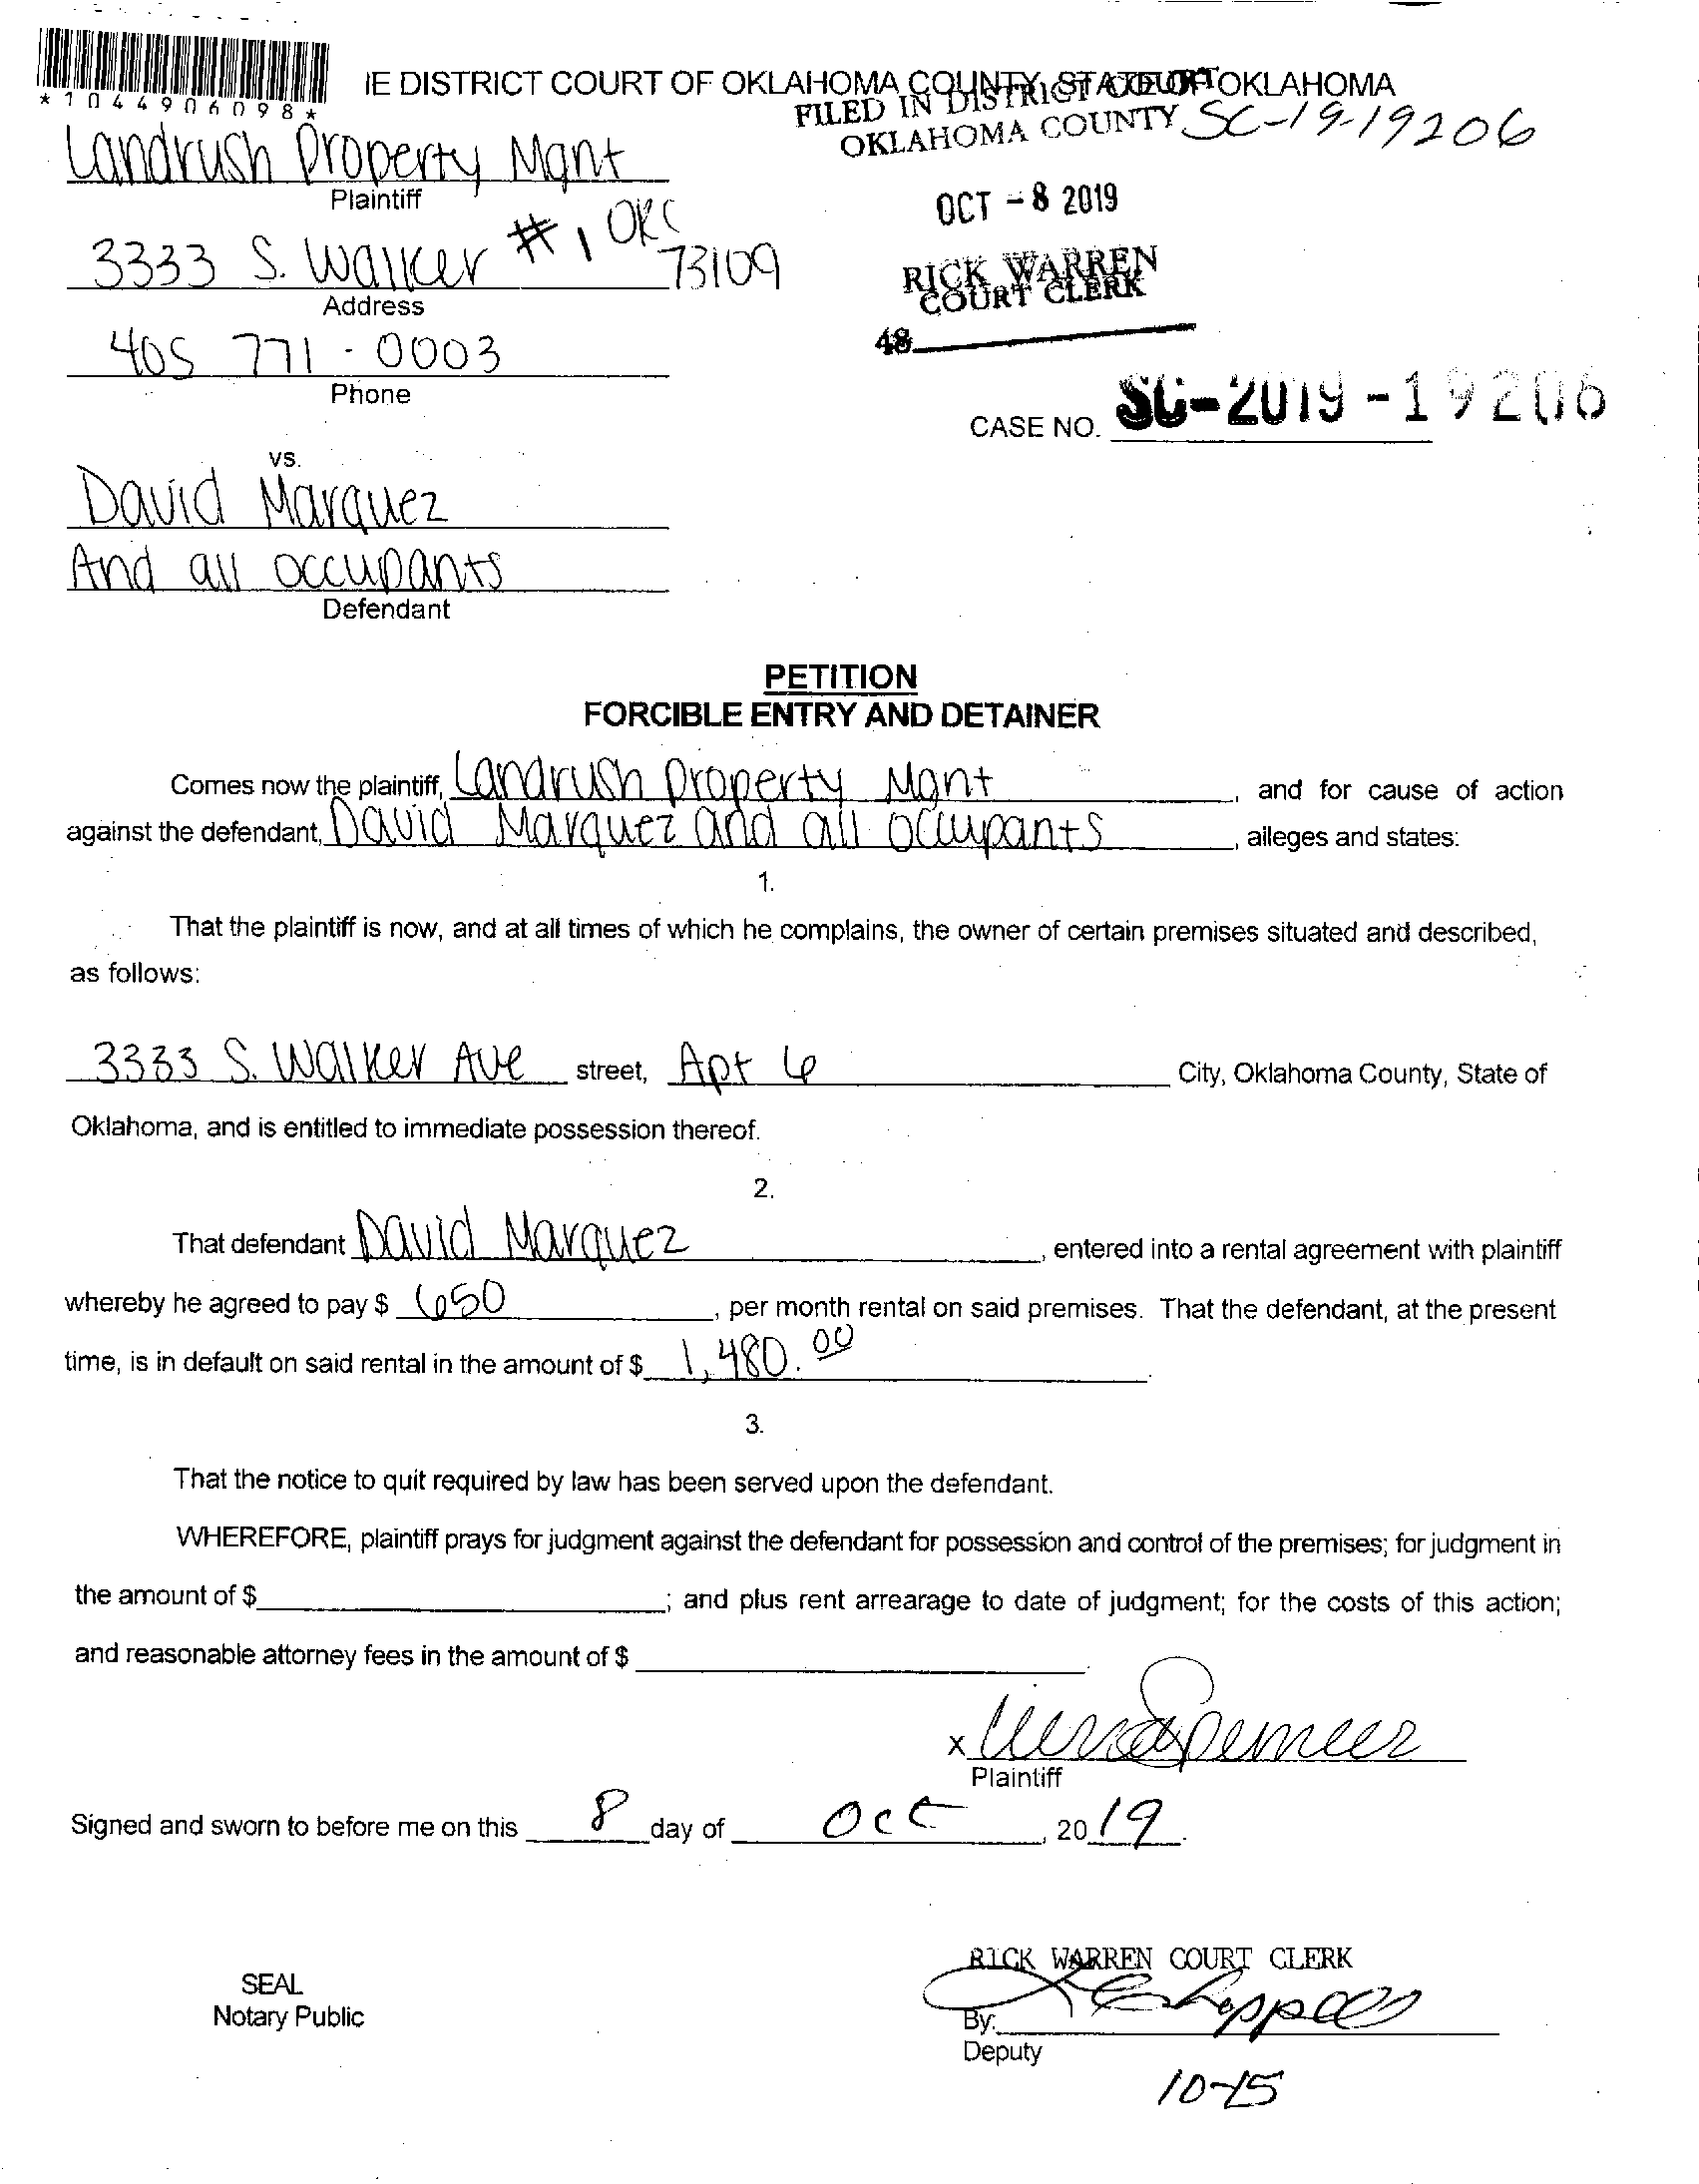 IE DISTRICT COURT OF OKLAHOMA COUNTY, STATE OF OKLAHOMA
*1044906098*
FILED IN DISTRICT COURT
OKLAHOMA COUNTY SC-19-19206
Landrush Property Mgnt
Plaintiff
OCT - 8 2019
3333 S. Walker #1 OKC 73109
Address
RICK WARREN
COURT CLERK
405 771-0003
Phone
48
CASE NO. SC-2019-19206
vs.
David Marquez
And all occupants
Defendant
PETITION
FORCIBLE ENTRY AND DETAINER
Comes now the plaintiff, Landrush Property Mgnt, and for cause of action
against the defendant, David Marquez and all occupants, alleges and states:
1.
That the plaintiff is now, and at all times of which he complains, the owner of certain premises situated and described,
as follows:
3333 S. Walker Ave street, Apt 6 City, Oklahoma County, State of
Oklahoma, and is entitled to immediate possession thereof.
2.
That defendant David Marquez, entered into a rental agreement with plaintiff
whereby he agreed to pay $ 650, per month rental on said premises. That the defendant, at the present
time, is in default on said rental in the amount of $ 1,480.00.
3.
That the notice to quit required by law has been served upon the defendant.
WHEREFORE, plaintiff prays for judgment against the defendant for possession and control of the premises; for judgment in
the amount of $ ; and plus rent arrearage to date of judgment; for the costs of this action;
and reasonable attorney fees in the amount of $
x
Plaintiff
Signed and sworn to before me on this 8 day of Oct, 2019.
RICK WARREN COURT CLERK
SEAL
Notary Public
By:
Deputy
10-15